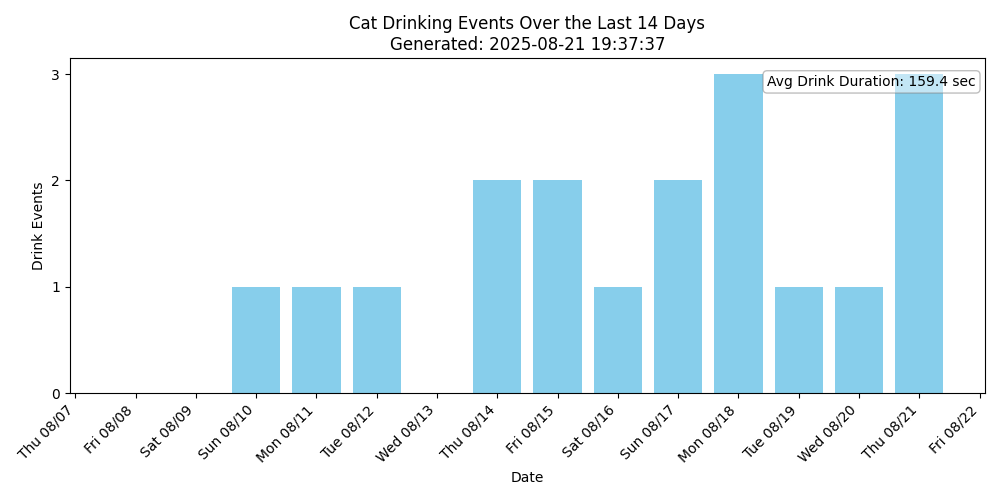 Cat Drinking Events Over the Last 14 Days
Generated: 2025-08-21 19:37:37
Avg Drink Duration: 159.4 sec
Drink Events
3
2
1
0
Thu 08/07
Fri 08/08
Sat 08/09
Sun 08/10
Mon 08/11
Tue 08/12
Wed 08/13
Thu 08/14
Fri 08/15
Sat 08/16
Sun 08/17
Mon 08/18
Tue 08/19
Wed 08/20
Thu 08/21
Fri 08/22
Date